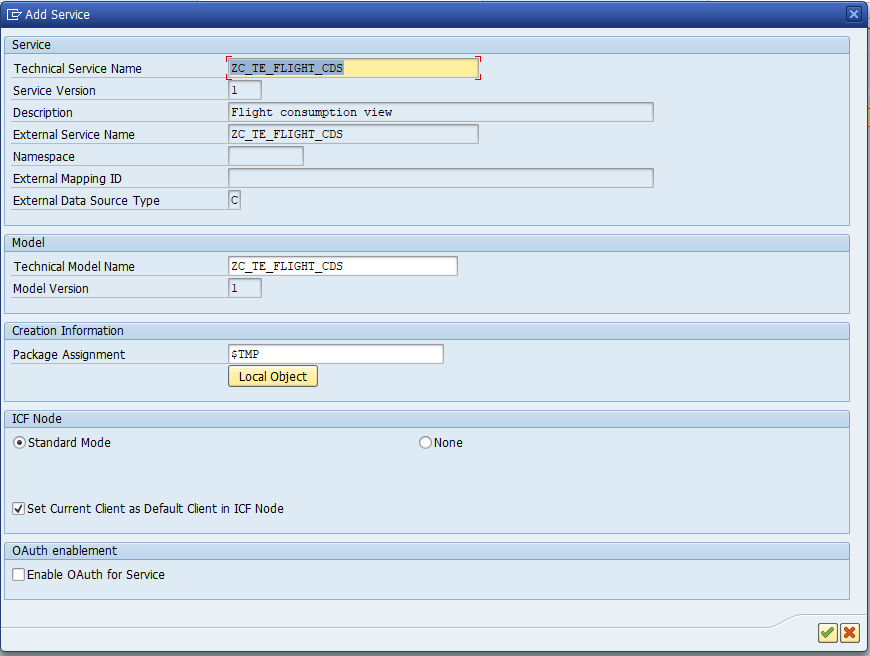 Add Service
Service
Technical Service Name ZC_TE_FLIGHT_CDS
Service Version 1
Description Flight consumption view
External Service Name ZC_TE_FLIGHT_CDS
Namespace
External Mapping ID
External Data Source Type C
Model
Technical Model Name ZC_TE_FLIGHT_CDS
Model Version 1
Creation Information
Package Assignment $TMP
Local Object
ICF Node
Standard Mode None
Set Current Client as Default Client in ICF Node
OAuth enablement
Enable OAuth for Service